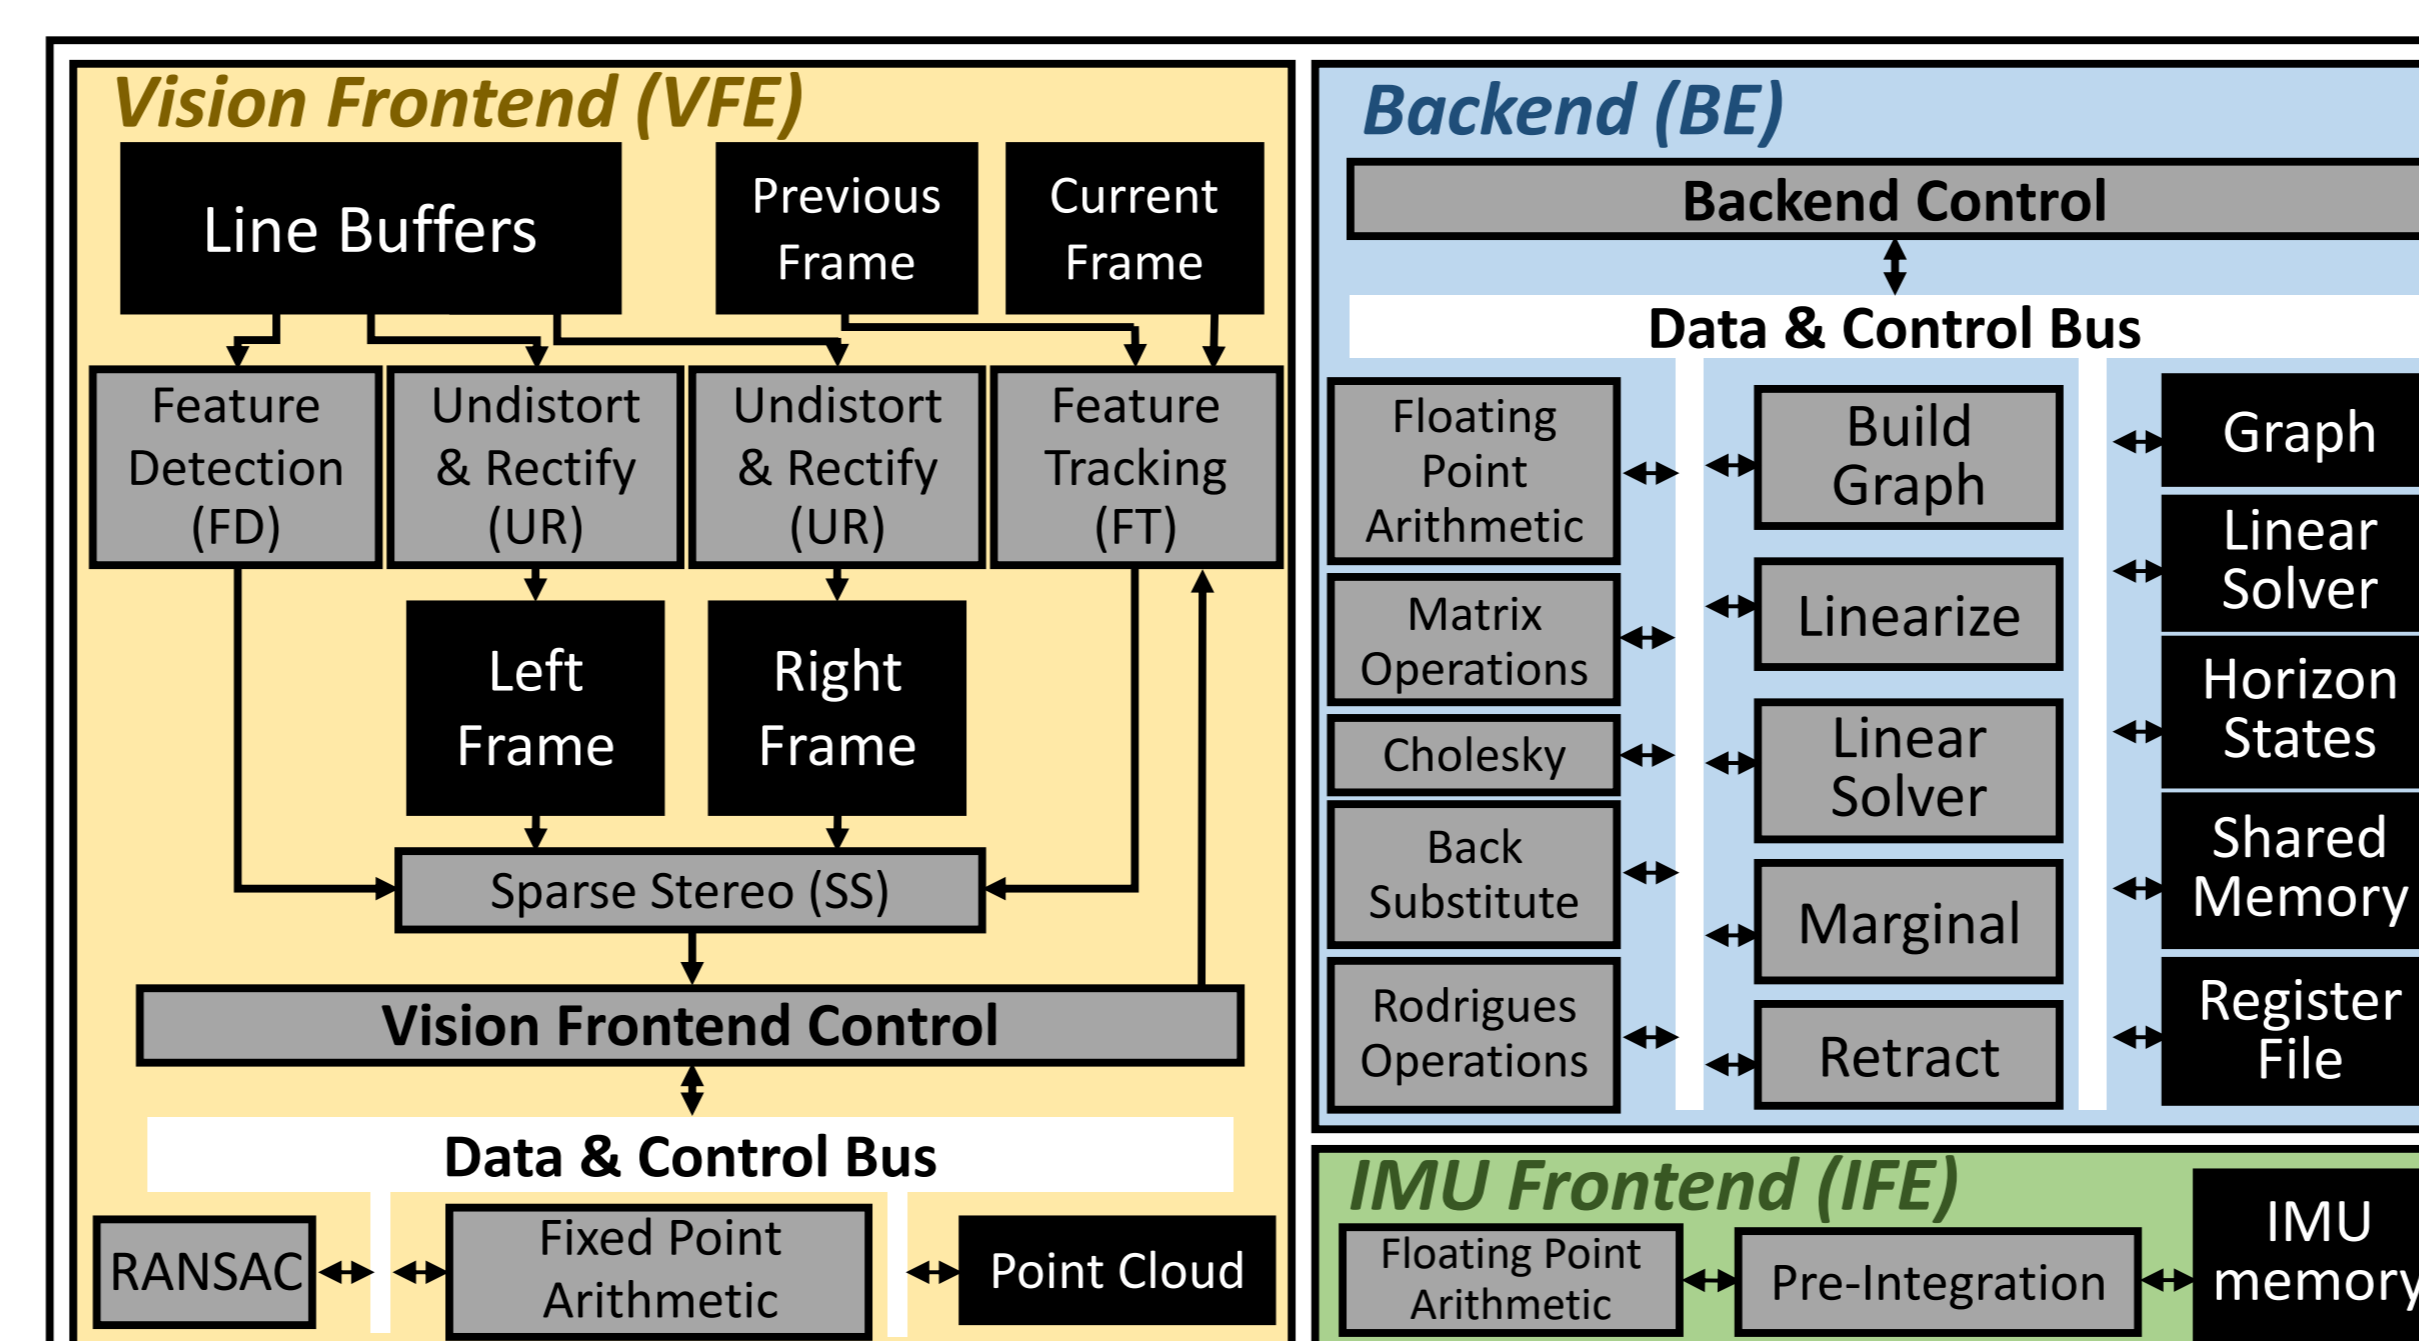 Vision Frontend (VFE)
Line Buffers
Previous
Frame
Current
Frame
Feature
Detection
(FD)
Undistort
& Rectify
(UR)
Undistort
& Rectify
(UR)
Feature
Tracking
(FT)
Left
Frame
Right
Frame
Sparse Stereo (SS)
Vision Frontend Control
Data & Control Bus
RANSAC
Fixed Point
Arithmetic
Point Cloud
Backend (BE)
Backend Control
Data & Control Bus
Floating
Point
Arithmetic
Matrix
Operations
Cholesky
Back
Substitute
Rodrigues
Operations
Build
Graph
Linearize
Linear
Solver
Marginal
Retract
Graph
Linear
Solver
Horizon
States
Shared
Memory
Register
File
IMU Frontend (IFE)
Floating Point
Arithmetic
Pre-Integration
IMU
memory